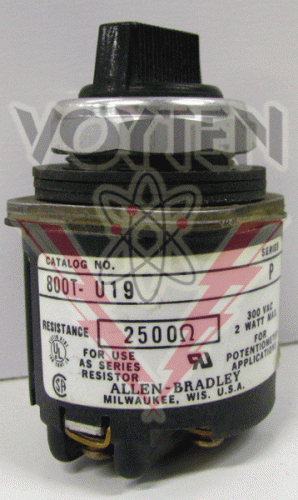 VOYTEN
CATALOG NO.
SERIES
800T- U19
P
RESISTANCE
2500Ω
300 VAC
2 WATT MAX.
FOR USE
AS SERIES
RESISTOR
FOR
POTENTIOMETER
APPLICATION
ALLEN-BRADLEY
MILWAUKEE, WIS. U.S.A.